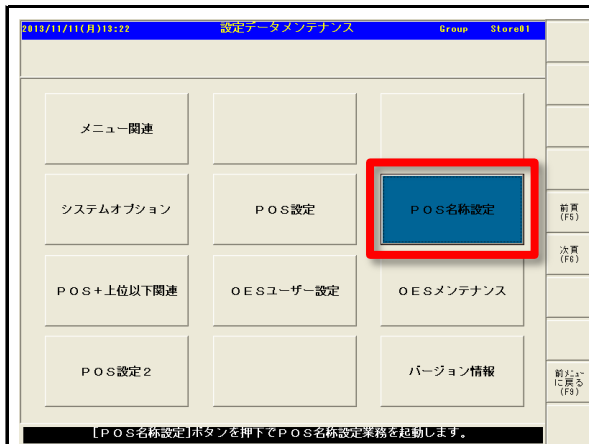 2013/11/11(月)13:22 設定データメンテナンス Group Store01
メニュー関連
システムオプション ＰＯＳ設定 ＰＯＳ名称設定
前頁
(F5)
次頁
(F6)
ＰＯＳ+上位以下関連 ＯＥＳユーザー設定 ＯＥＳメンテナンス
ＰＯＳ設定２ バージョン情報
前メニュー
に戻る
(F9)
[ＰＯＳ名称設定]ボタンを押下でＰＯＳ名称設定業務を起動します。